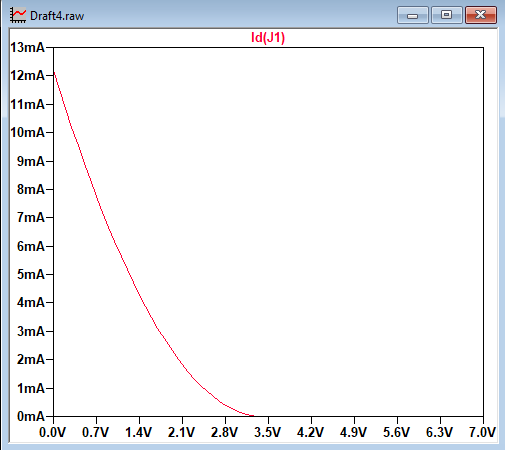 Draft4.raw
Id(J1)
13mA
12mA
11mA
10mA
9mA
8mA
7mA
6mA
5mA
4mA
3mA
2mA
1mA
0mA
0.0V 0.7V 1.4V 2.1V 2.8V 3.5V 4.2V 4.9V 5.6V 6.3V 7.0V